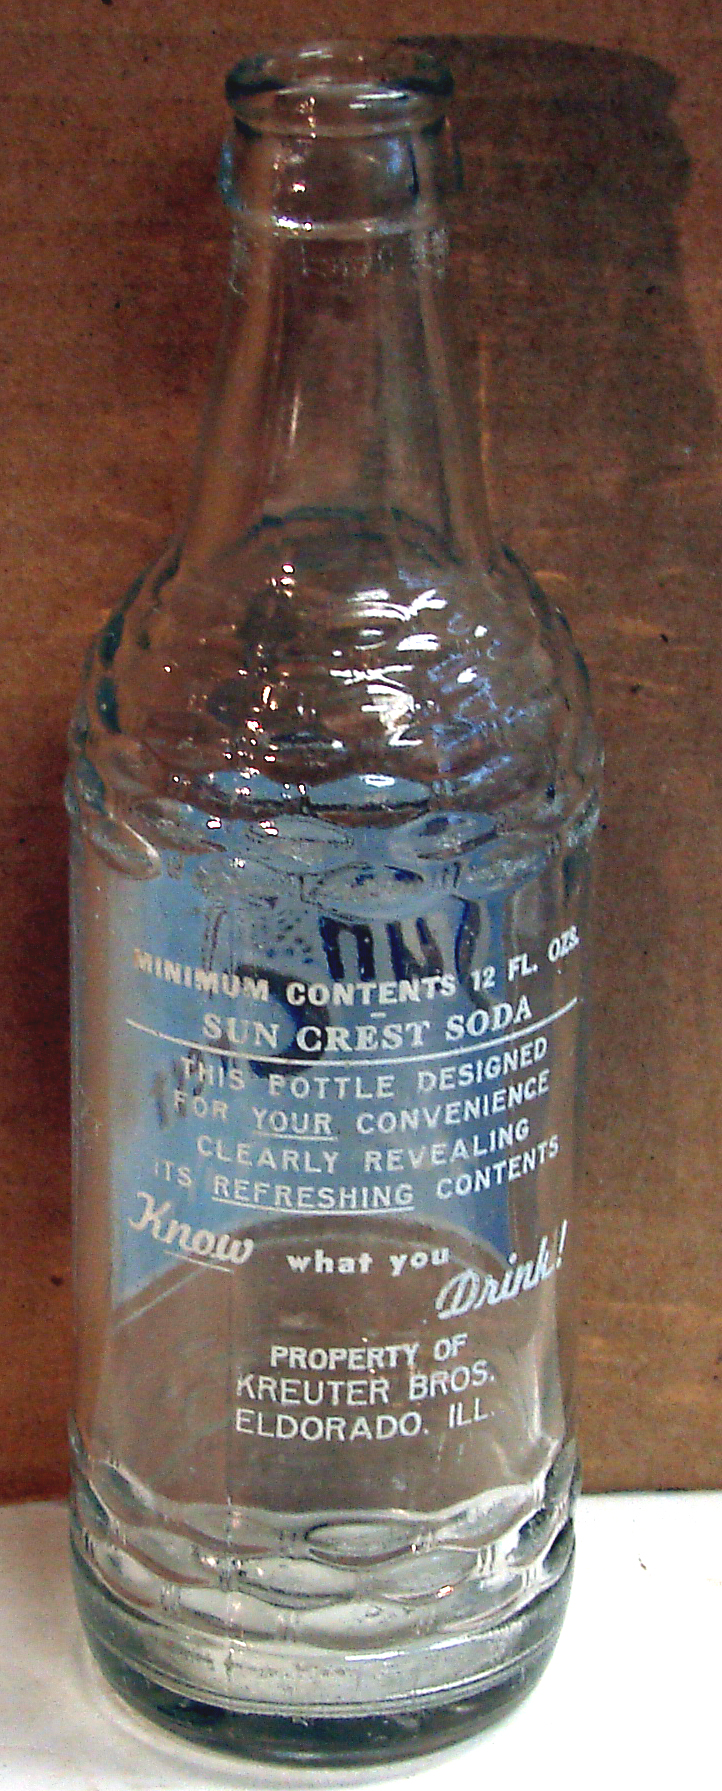 MINIMUM CONTENTS 12 FL. OZS.
SUN CREST SODA
THIS BOTTLE DESIGNED
FOR YOUR CONVENIENCE
CLEARLY REVEALING
ITS REFRESHING CONTENTS
Know what you Drink!
PROPERTY OF
KREUTER BROS.
ELDORADO. ILL.